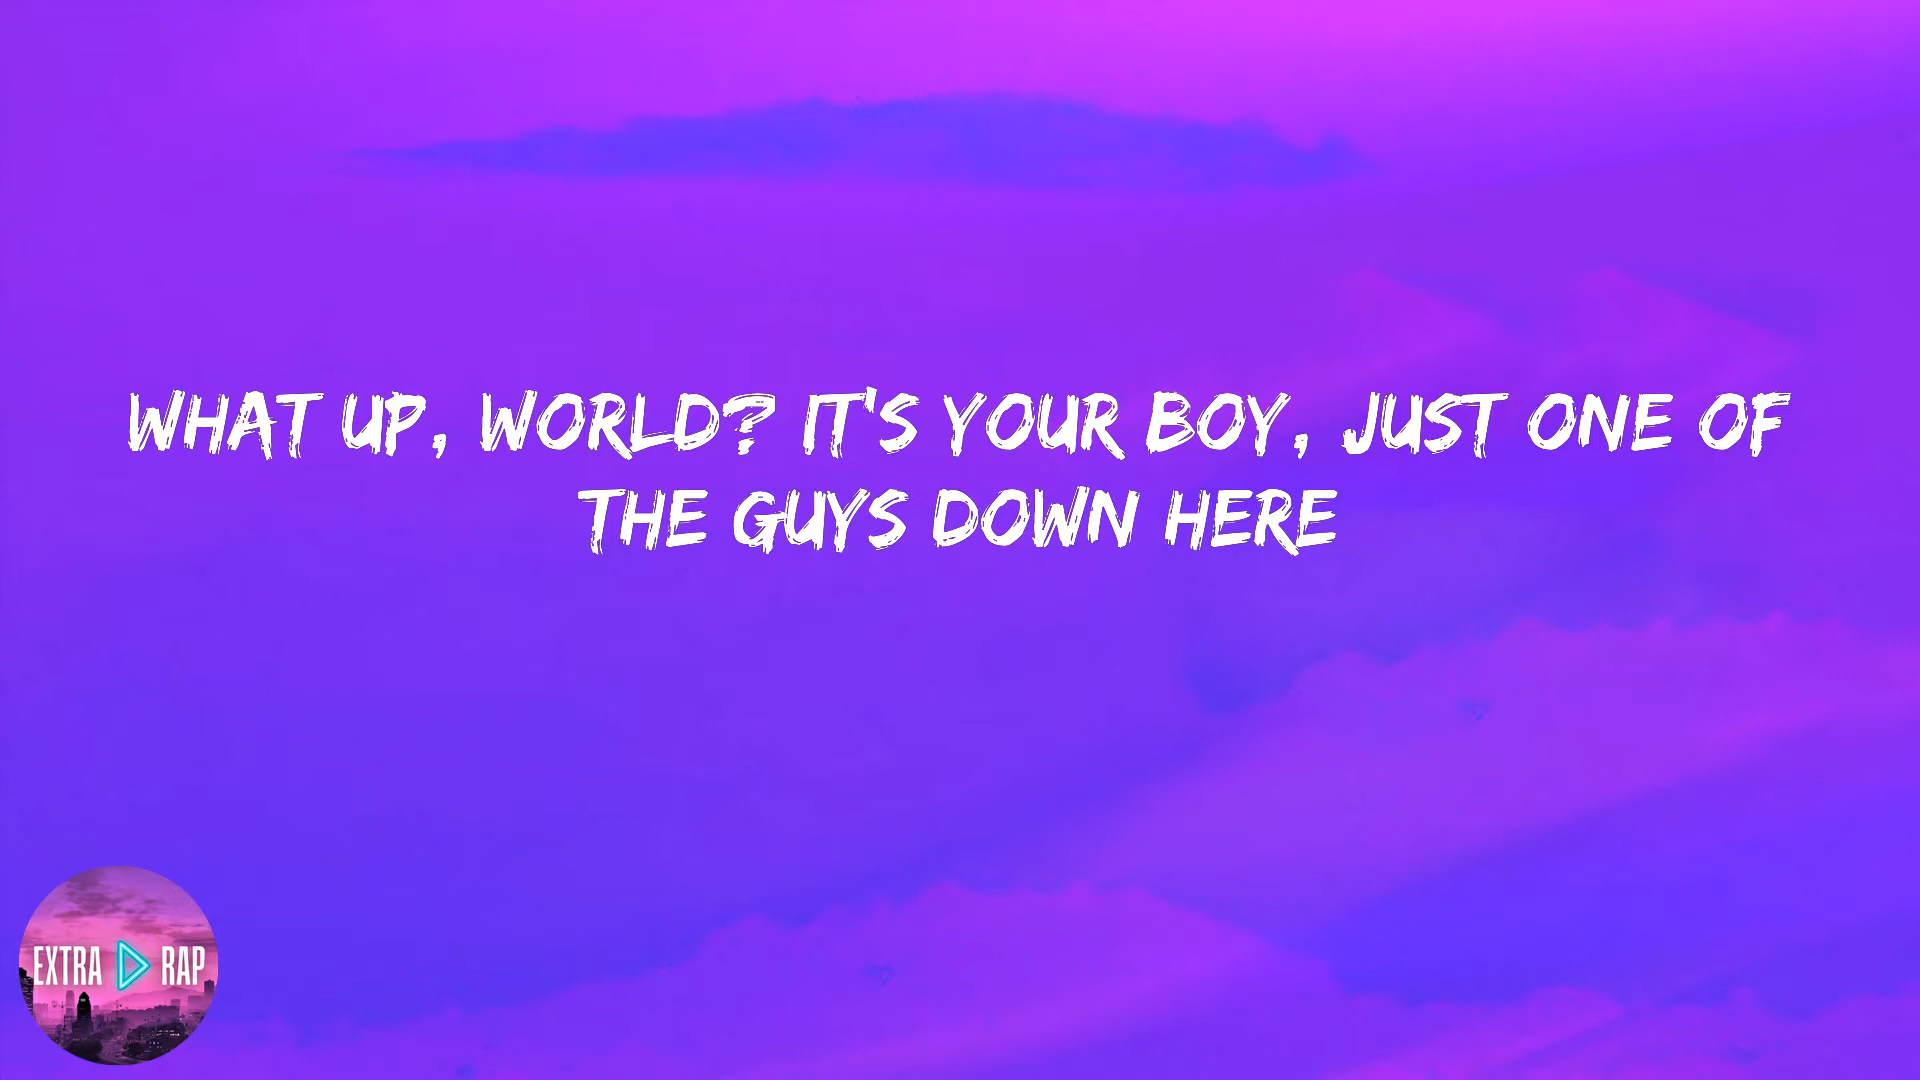 WHAT UP, WORLD? IT'S YOUR BOY, JUST ONE OF
THE GUYS DOWN HERE
EXTRA RAP